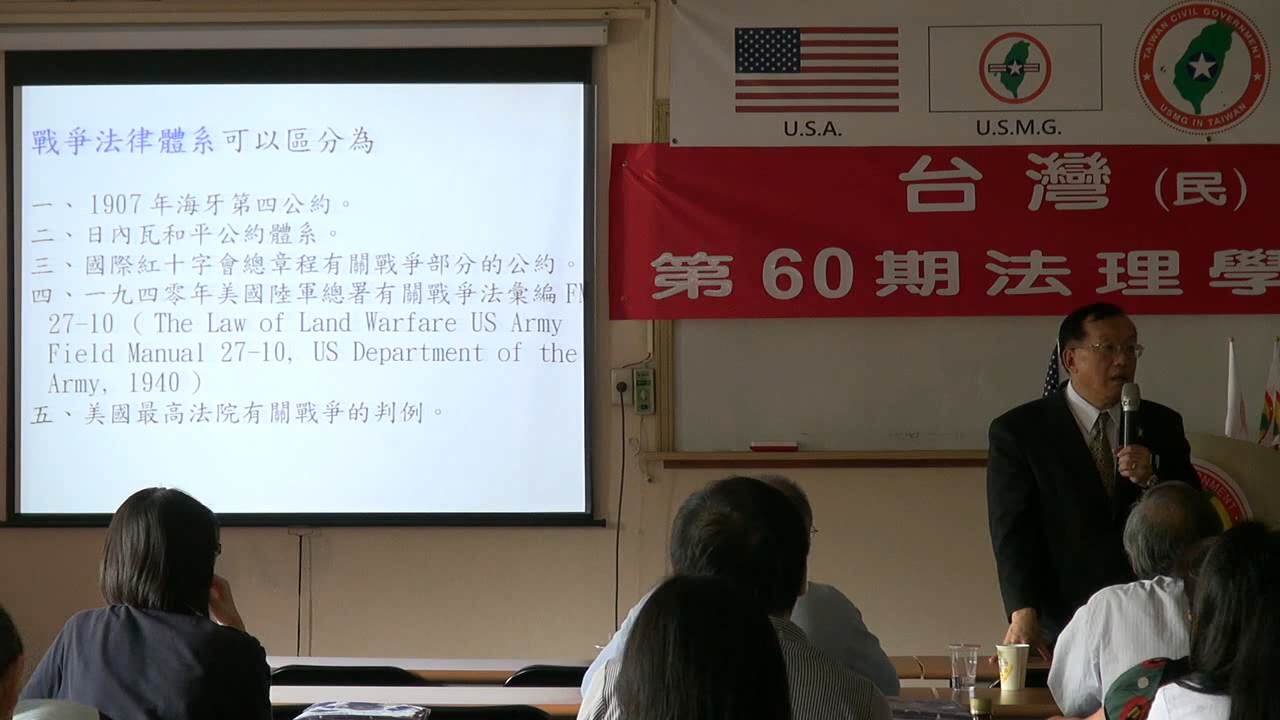 戰爭法律體系可以區分為
一、1907年海牙第四公約。
二、日內瓦和平公約體系。
三、國際紅十字會總章程有關戰爭部分的公約。
四、一九四零年美國陸軍總署有關戰爭法彙編 FM
27-10 ( The Law of Land Warfare US Army
Field Manual 27-10, US Department of the
Army, 1940 )
五、美國最高法院有關戰爭的判例。
U.S.A.
U.S.M.G.
TAIWAN CIVIL GOVERNMENT
USMG IN TAIWAN
台灣(民)
第60期法理學